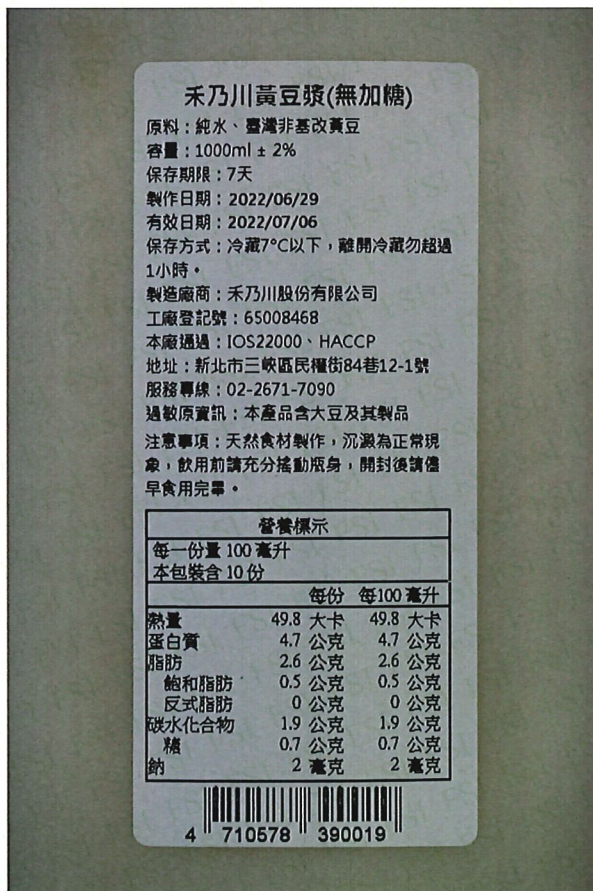 禾乃川黃豆漿(無加糖)
原料：純水、臺灣非基改黃豆
容量：1000ml ± 2%
保存期限：7天
製作日期：2022/06/29
有效日期：2022/07/06
保存方式：冷藏7°C以下，離開冷藏勿超過
1小時。
製造廠商：禾乃川股份有限公司
工廠登記號：65008468
本廠通過：IOS22000、HACCP
地址：新北市三峽區民權街84巷12-1號
服務專線：02-2671-7090
過敏原資訊：本產品含大豆及其製品
注意事項：天然食材製作，沉澱為正常現
象，飲用前請充分搖動瓶身，開封後請儘
早食用完畢。
營養標示
每一份量 100 毫升
本包裝含 10 份
每份 每100 毫升
熱量 49.8 大卡 49.8 大卡
蛋白質 4.7 公克 4.7 公克
脂肪 2.6 公克 2.6 公克
飽和脂肪 0.5 公克 0.5 公克
反式脂肪 0 公克 0 公克
碳水化合物 1.9 公克 1.9 公克
糖 0.7 公克 0.7 公克
鈉 2 毫克 2 毫克
4 710578 390019